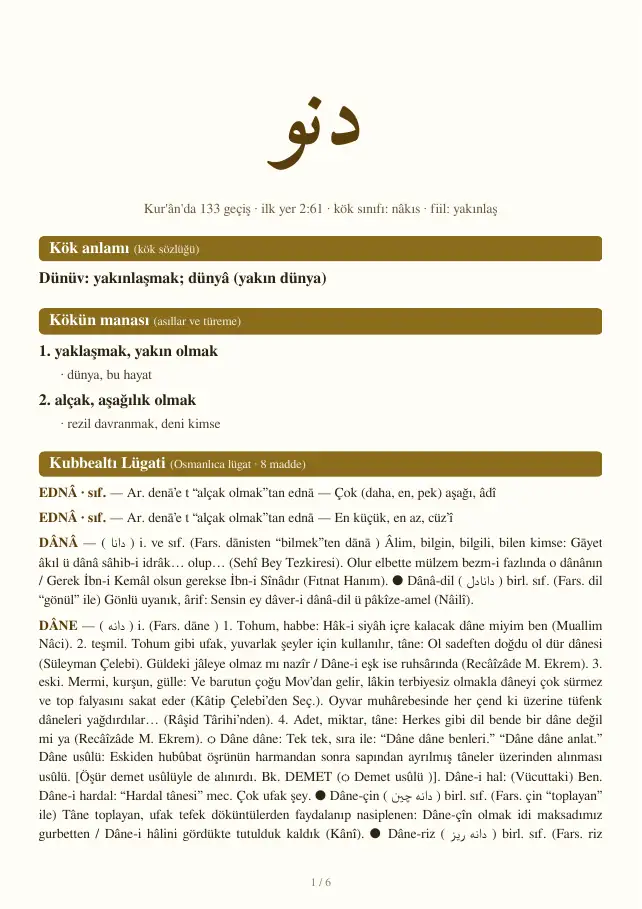 دنو
Kur'ân'da 133 geçiş · ilk yer 2:61 · kök sınıfı: nâkıs · fiil: yakınlaş
Kök anlamı (kök sözlüğü)
Dünüv: yakınlaşmak; dünyâ (yakın dünya)
Kökün manası (asıllar ve türeme)
1. yaklaşmak, yakın olmak
· dünya, bu hayat
2. alçak, aşağılık olmak
· rezil davranmak, deni kimse
Kubbealtı Lügati (Osmanlıca lügat · 8 madde)
EDNÂ · sıf. — Ar. denā’e t “alçak olmak”tan ednā — Çok (daha, en, pek) aşağı, âdî
EDNÂ · sıf. — Ar. denā’e t “alçak olmak”tan ednā — En küçük, en az, cüz’î
DÂNÂ — ( دانا ) i. ve sıf. (Fars. dānisten “bilmek”ten dānā ) Âlim, bilgin, bilgili, bilen kimse: Gāyet
âkıl ü dânâ sâhib-i idrâk… olup… (Sehî Bey Tezkiresi). Olur elbette mülzem bezm-i fazlında o dânânın
/ Gerek İbn-i Kemâl olsun gerekse İbn-i Sînâdır (Fıtnat Hanım). ● Dânâ-dil ( دانادل ) birl. sıf. (Fars. dil
“gönül” ile) Gönlü uyanık, ârif: Sensin ey dâver-i dânâ-dil ü pâkîze-amel (Nâilî).
DÂNE — ( دانه ) i. (Fars. dāne ) 1. Tohum, habbe: Hâk-i siyâh içre kalacak dâne miyim ben (Muallim
Nâci). 2. teşmil. Tohum gibi ufak, yuvarlak şeyler için kullanılır, tâne: Ol sadeften doğdu ol dür dânesi
(Süleyman Çelebi). Güldeki jâleye olmaz mı nazîr / Dâne-i eşk ise ruhsârında (Recâîzâde M. Ekrem). 3.
eski. Mermi, kurşun, gülle: Ve barutun çoğu Mov’dan gelir, lâkin terbiyesiz olmakla dâneyi çok sürmez
ve top falyasını sakat eder (Kâtip Çelebi’den Seç.). Oyvar muhârebesinde her çend ki üzerine tüfenk
dâneleri yağdırdılar… (Râşid Târihi’nden). 4. Adet, miktar, tâne: Herkes gibi dil bende bir dâne değil
mi ya (Recâîzâde M. Ekrem). ѻ Dâne dâne: Tek tek, sıra ile: “Dâne dâne benleri.” “Dâne dâne anlat.”
Dâne usûlü: Eskiden hubûbat öşrünün harmandan sonra sapından ayrılmış tâneler üzerinden alınması
usûlü. [Öşür demet usûlüyle de alınırdı. Bk. DEMET (ѻ Demet usûlü )]. Dâne-i hal: (Vücuttaki) Ben.
Dâne-i hardal: “Hardal tânesi” mec. Çok ufak şey. ● Dâne-çin ( دانه چین ) birl. sıf. (Fars. çin “toplayan”
ile) Tâne toplayan, ufak tefek döküntülerden faydalanıp nasiplenen: Dâne-çîn olmak idi maksadımız
gurbetten / Dâne-i hâlini gördükte tutulduk kaldık (Kânî). ● Dâne-riz ( دانه ریز ) birl. sıf. (Fars. riz
1 / 6